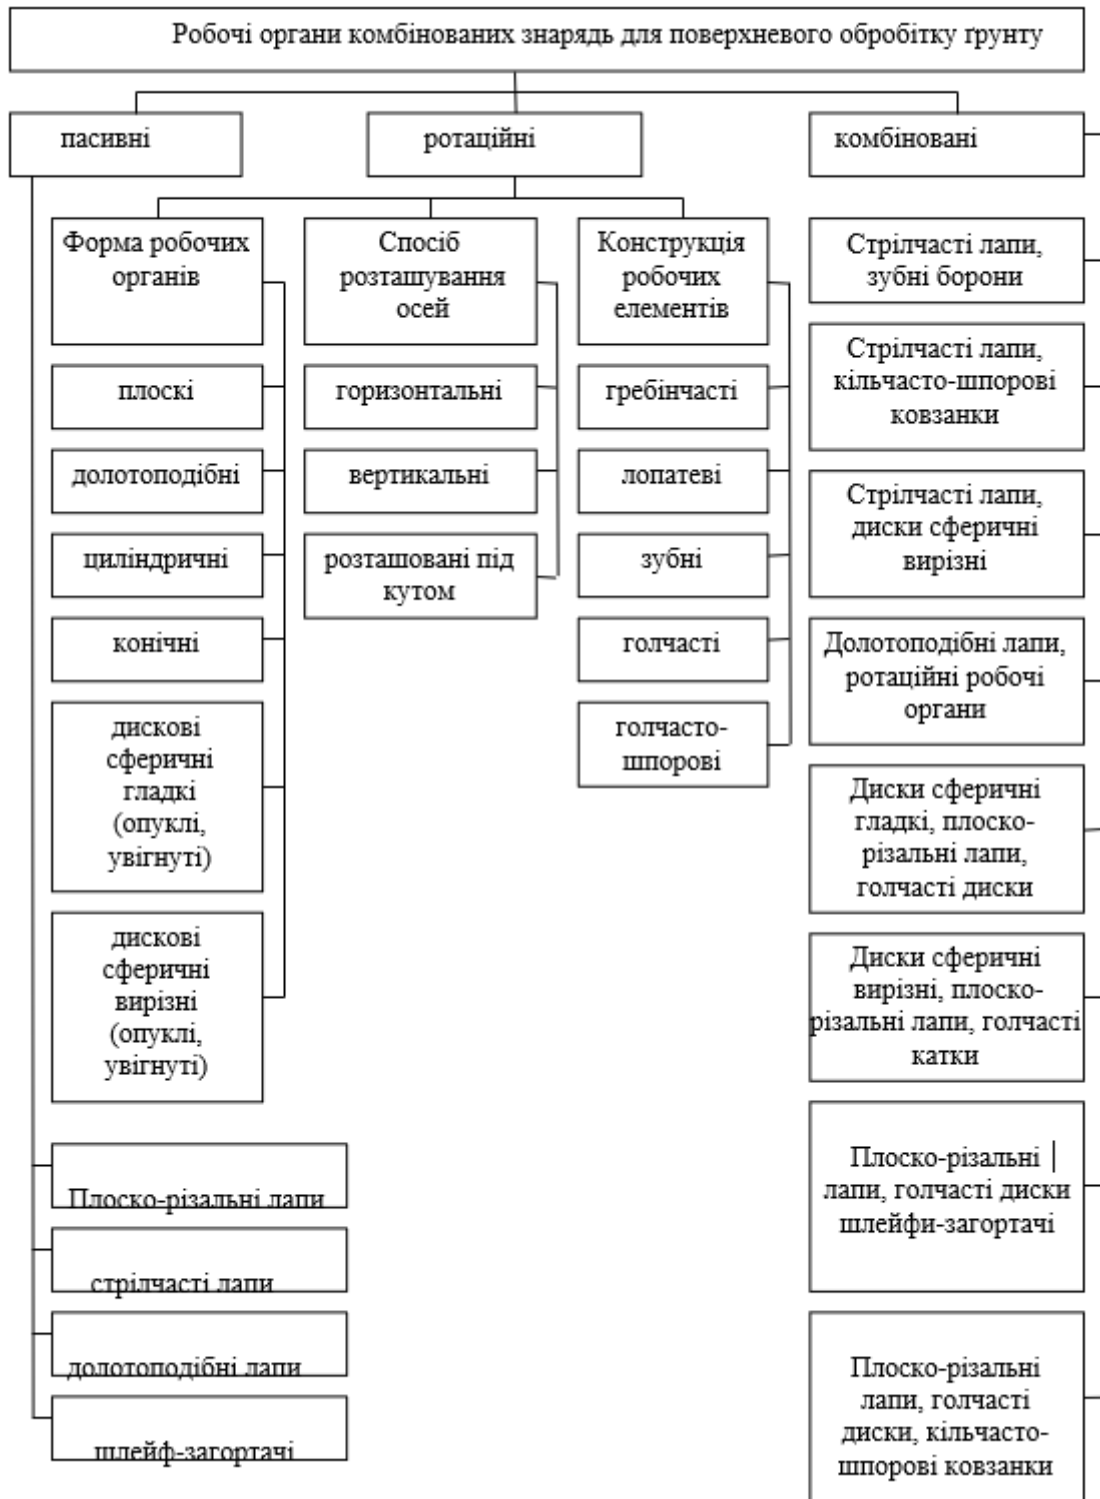 Робочі органи комбінованих знарядь для поверхневого обробітку ґрунту
пасивні
ротаційні
комбіновані
Форма робочих
органів
плоскі
долотоподібні
циліндричні
конічні
дискові
сферичні
гладкі
(опуклі,
увігнуті)
дискові
сферичні
вирізні
(опуклі,
увігнуті)
Спосіб
розташування
осей
горизонтальні
вертикальні
розташовані під
кутом
Конструкція
робочих
елементів
гребінчасті
лопатеві
зубні
голчасті
голчасто-
шпорові
Стрілчасті лапи,
зубні борони
Стрілчасті лапи,
кільчасто-шпорові
ковзанки
Стрілчасті лапи,
диски сферичні
вирізні
Долотоподібні лапи,
ротаційні робочі
органи
Диски сферичні
гладкі, плоско-
різальні лапи,
голчасті диски
Диски сферичні
вирізні, плоско-
різальні лапи, голчасті
катки
Плоско-різальні
лапи, голчасті диски
шлейфи-загортачі
Плоско-різальні
лапи, голчасті
диски, кільчасто-
шпорові ковзанки
Плоско-різальні лапи
стрілчасті лапи
долотоподібні лапи
шлейф-загортачі